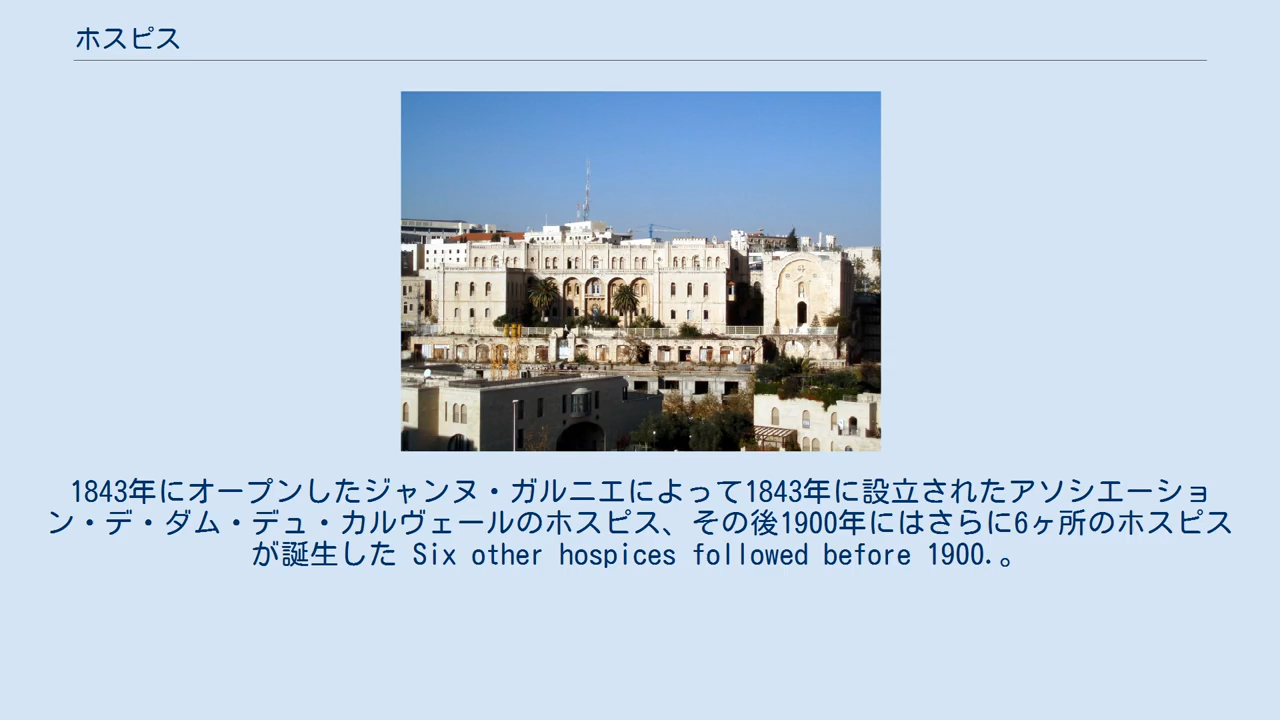 ホスピス
1843年にオープンしたジャンヌ・ガルニエによって1843年に設立されたアソシエーショ
ン・デ・ダム・デュ・カルヴェールのホスピス、その後1900年にはさらに6ヶ所のホスピス
が誕生した Six other hospices followed before 1900.。